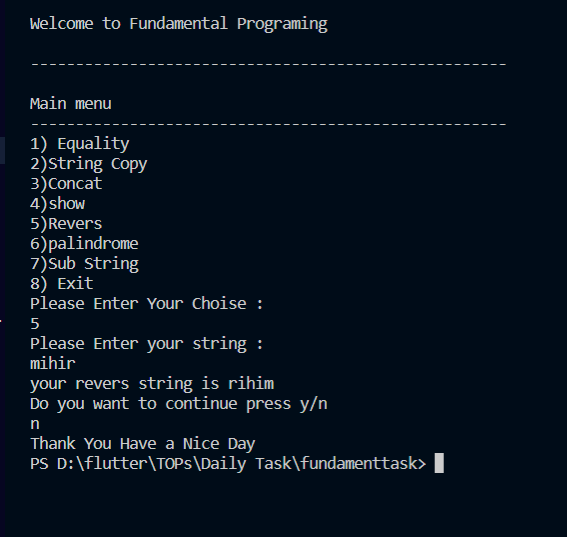 Welcome to Fundamental Programing
----------------------------------------------------
Main menu
----------------------------------------------------
1) Equality
2)String Copy
3)Concat
4)show
5)Revers
6)palindrome
7)Sub String
8) Exit
Please Enter Your Choise :
5
Please Enter your string :
mihir
your revers string is rihim
Do you want to continue press y/n
n
Thank You Have a Nice Day
PS D:\flutter\TOPs\Daily Task\fundamenttask>